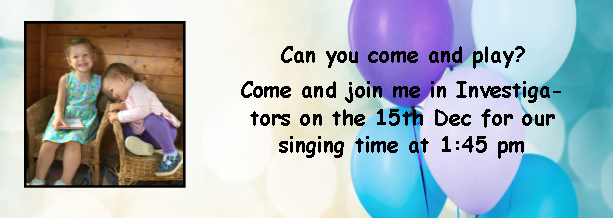 Can you come and play?
Come and join me in Investiga-
tors on the 15th Dec for our
singing time at 1:45 pm